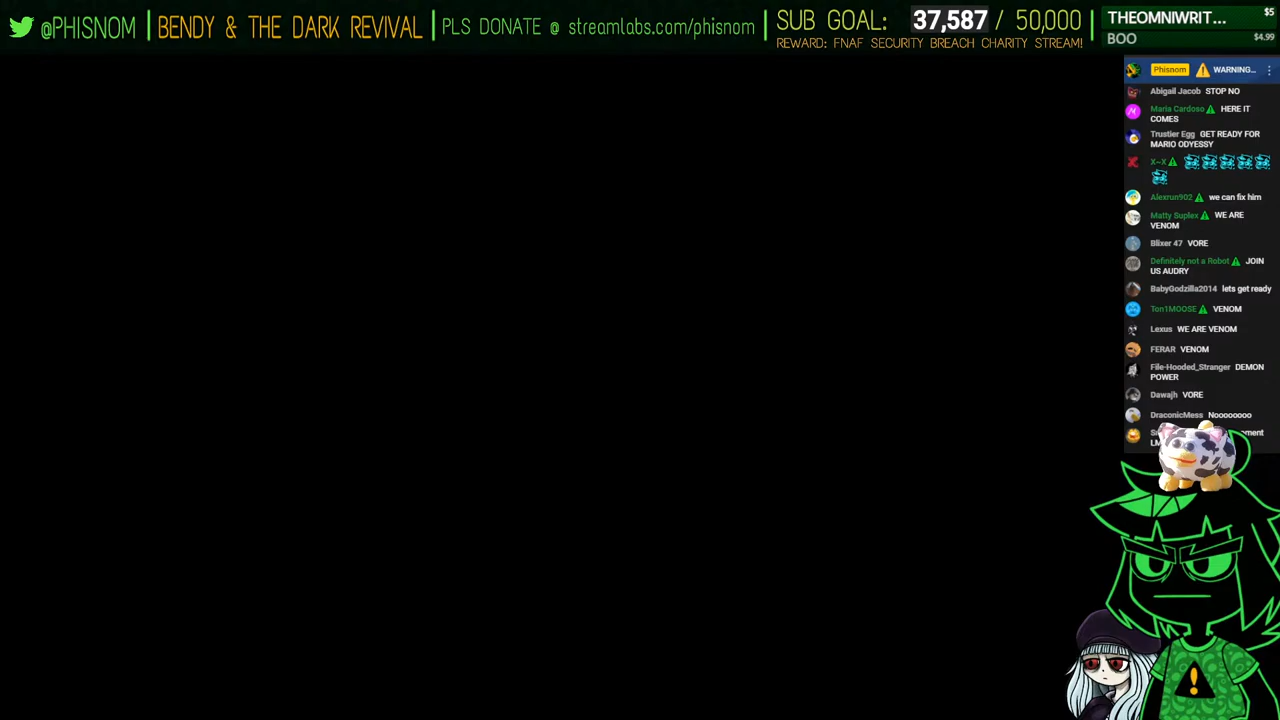 @PHISNOM
BENDY & THE DARK REVIVAL
PLS DONATE @ streamlabs.com/phisnom
SUB GOAL: 37,587 / 50,000
REWARD: FNAF SECURITY BREACH CHARITY STREAM!
THEOMNIWRIT... $5
BOO $4.99
Phisnom WARNING...
Abigail Jacob STOP NO
Maria Cardoso HERE IT
COMES
Trustier Egg GET READY FOR
MARIO ODYESSY
X~X
Alexrun902 we can fix him
Matty Suplex WE ARE
VENOM
Blixer 47 VORE
Definitely not a Robot JOIN
US AUDRY
BabyGodzilla2014 lets get ready
Ton1MOOSE VENOM
Lexus WE ARE VENOM
FERAR VENOM
File-Hooded_Stranger DEMON
POWER
Dawajh VORE
DraconicMess Noooooooo